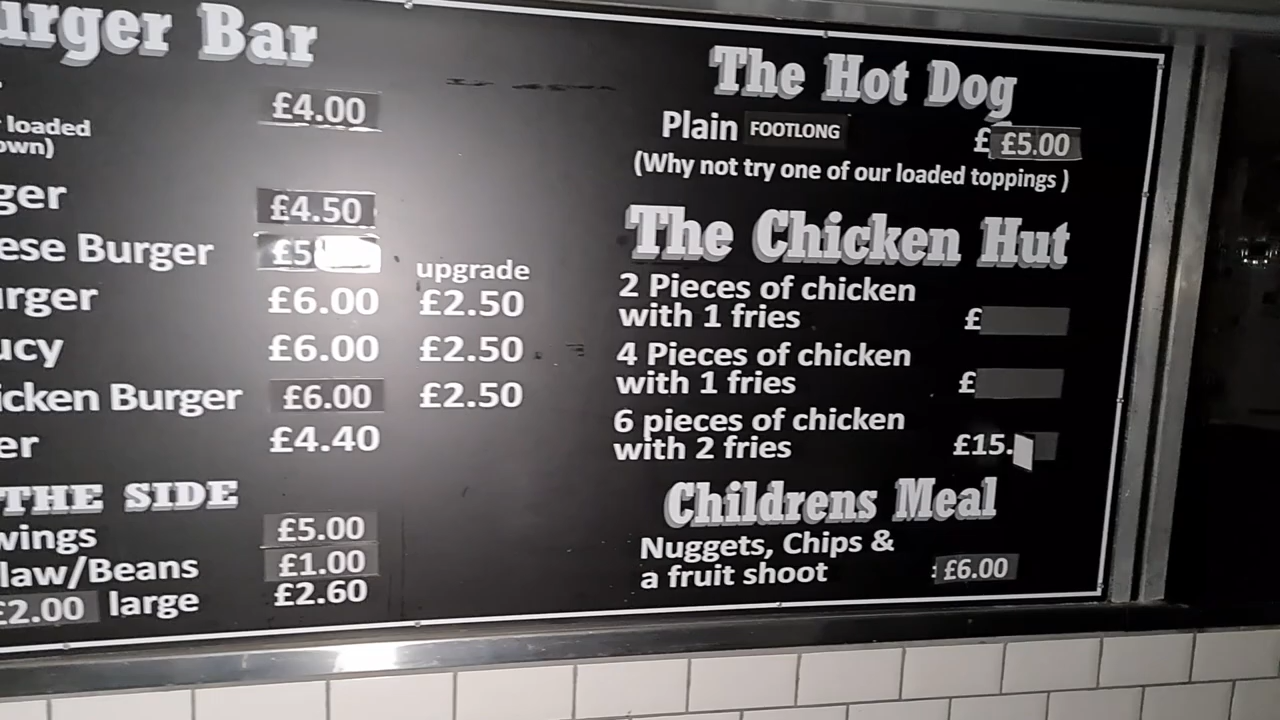 urger Bar
£4.00
loaded
own)
ger £4.50
ese Burger £5
upgrade
urger £6.00 £2.50
ucy £6.00 £2.50
icken Burger £6.00 £2.50
er £4.40
THE SIDE
wings £5.00
law/Beans £1.00
£2.00 large £2.60
The Hot Dog
Plain FOOTLONG £ £5.00
(Why not try one of our loaded toppings )
The Chicken Hut
2 Pieces of chicken
with 1 fries £
4 Pieces of chicken
with 1 fries £
6 pieces of chicken
with 2 fries £15.
Childrens Meal
Nuggets, Chips &
a fruit shoot £6.00